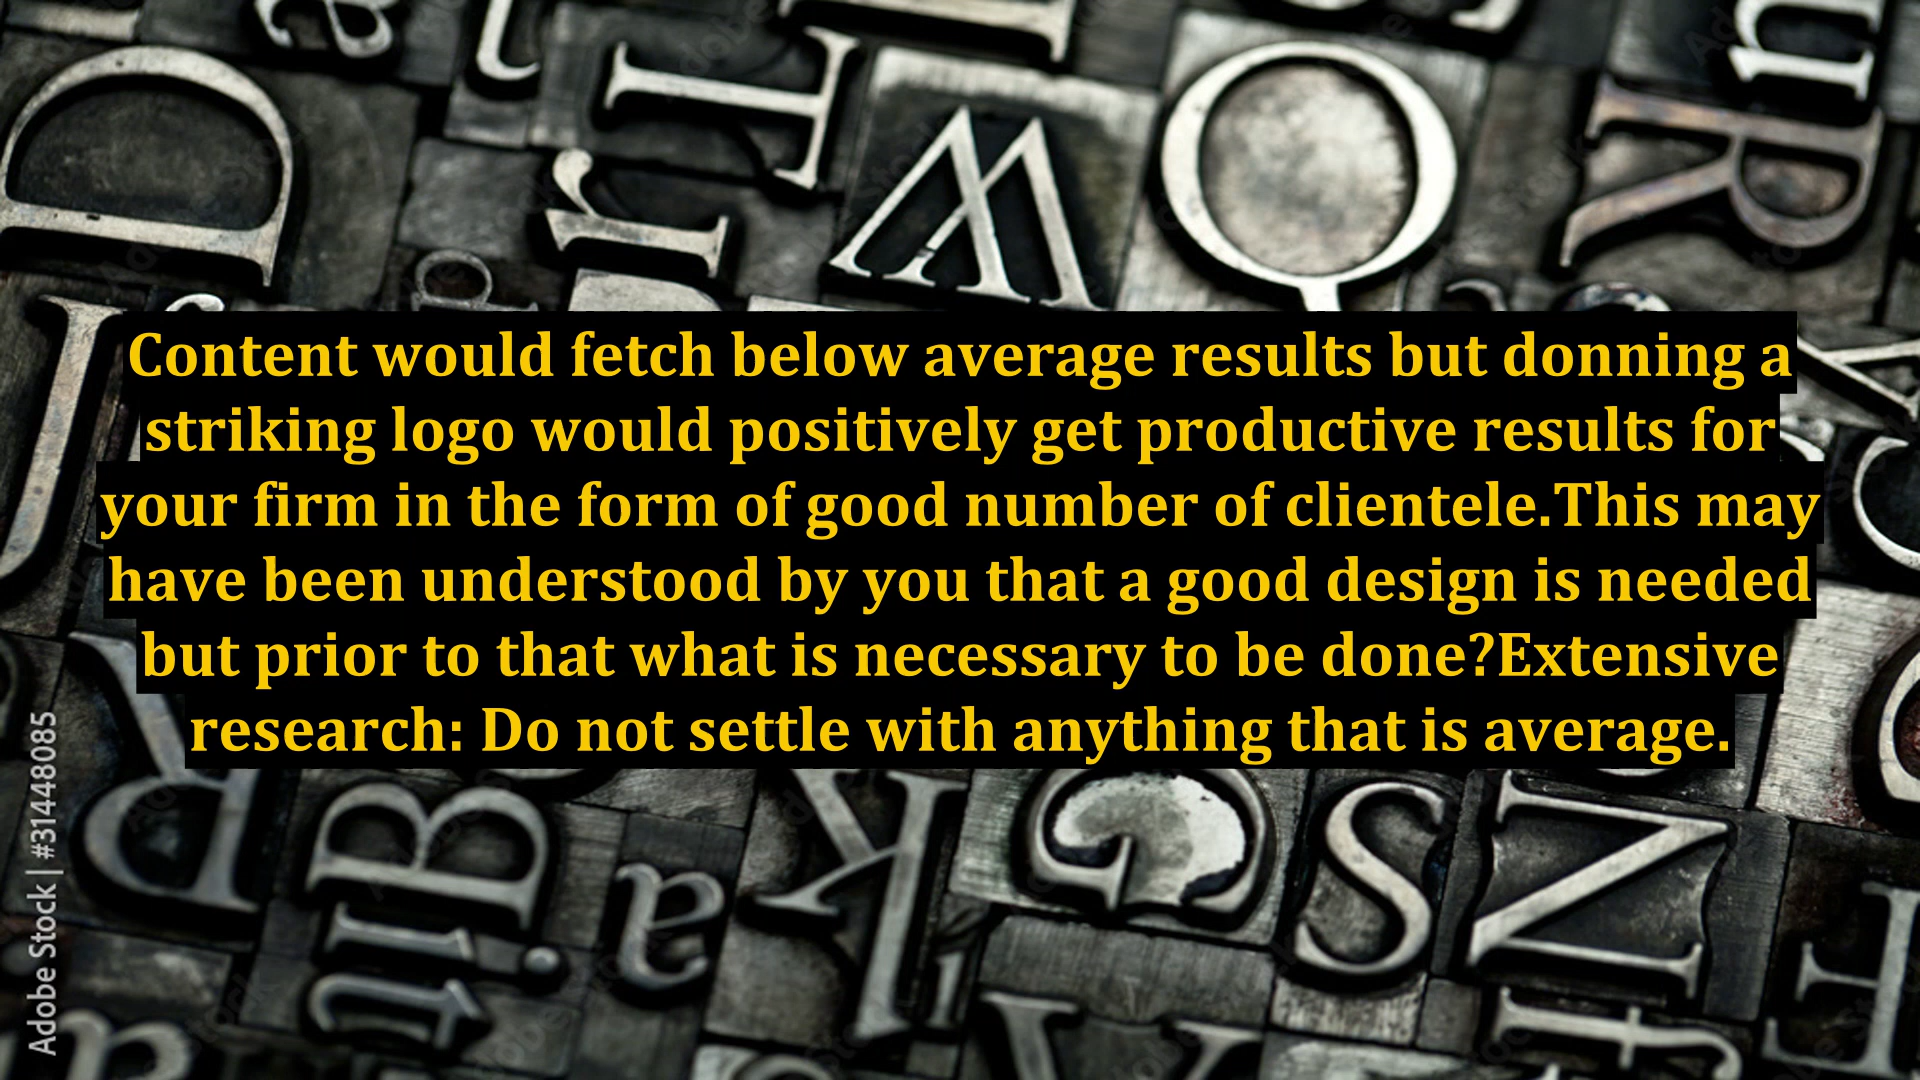 Content would fetch below average results but donning a
striking logo would positively get productive results for
your firm in the form of good number of clientele.This may
have been understood by you that a good design is needed
but prior to that what is necessary to be done?Extensive
research: Do not settle with anything that is average.
Adobe Stock | #31448085